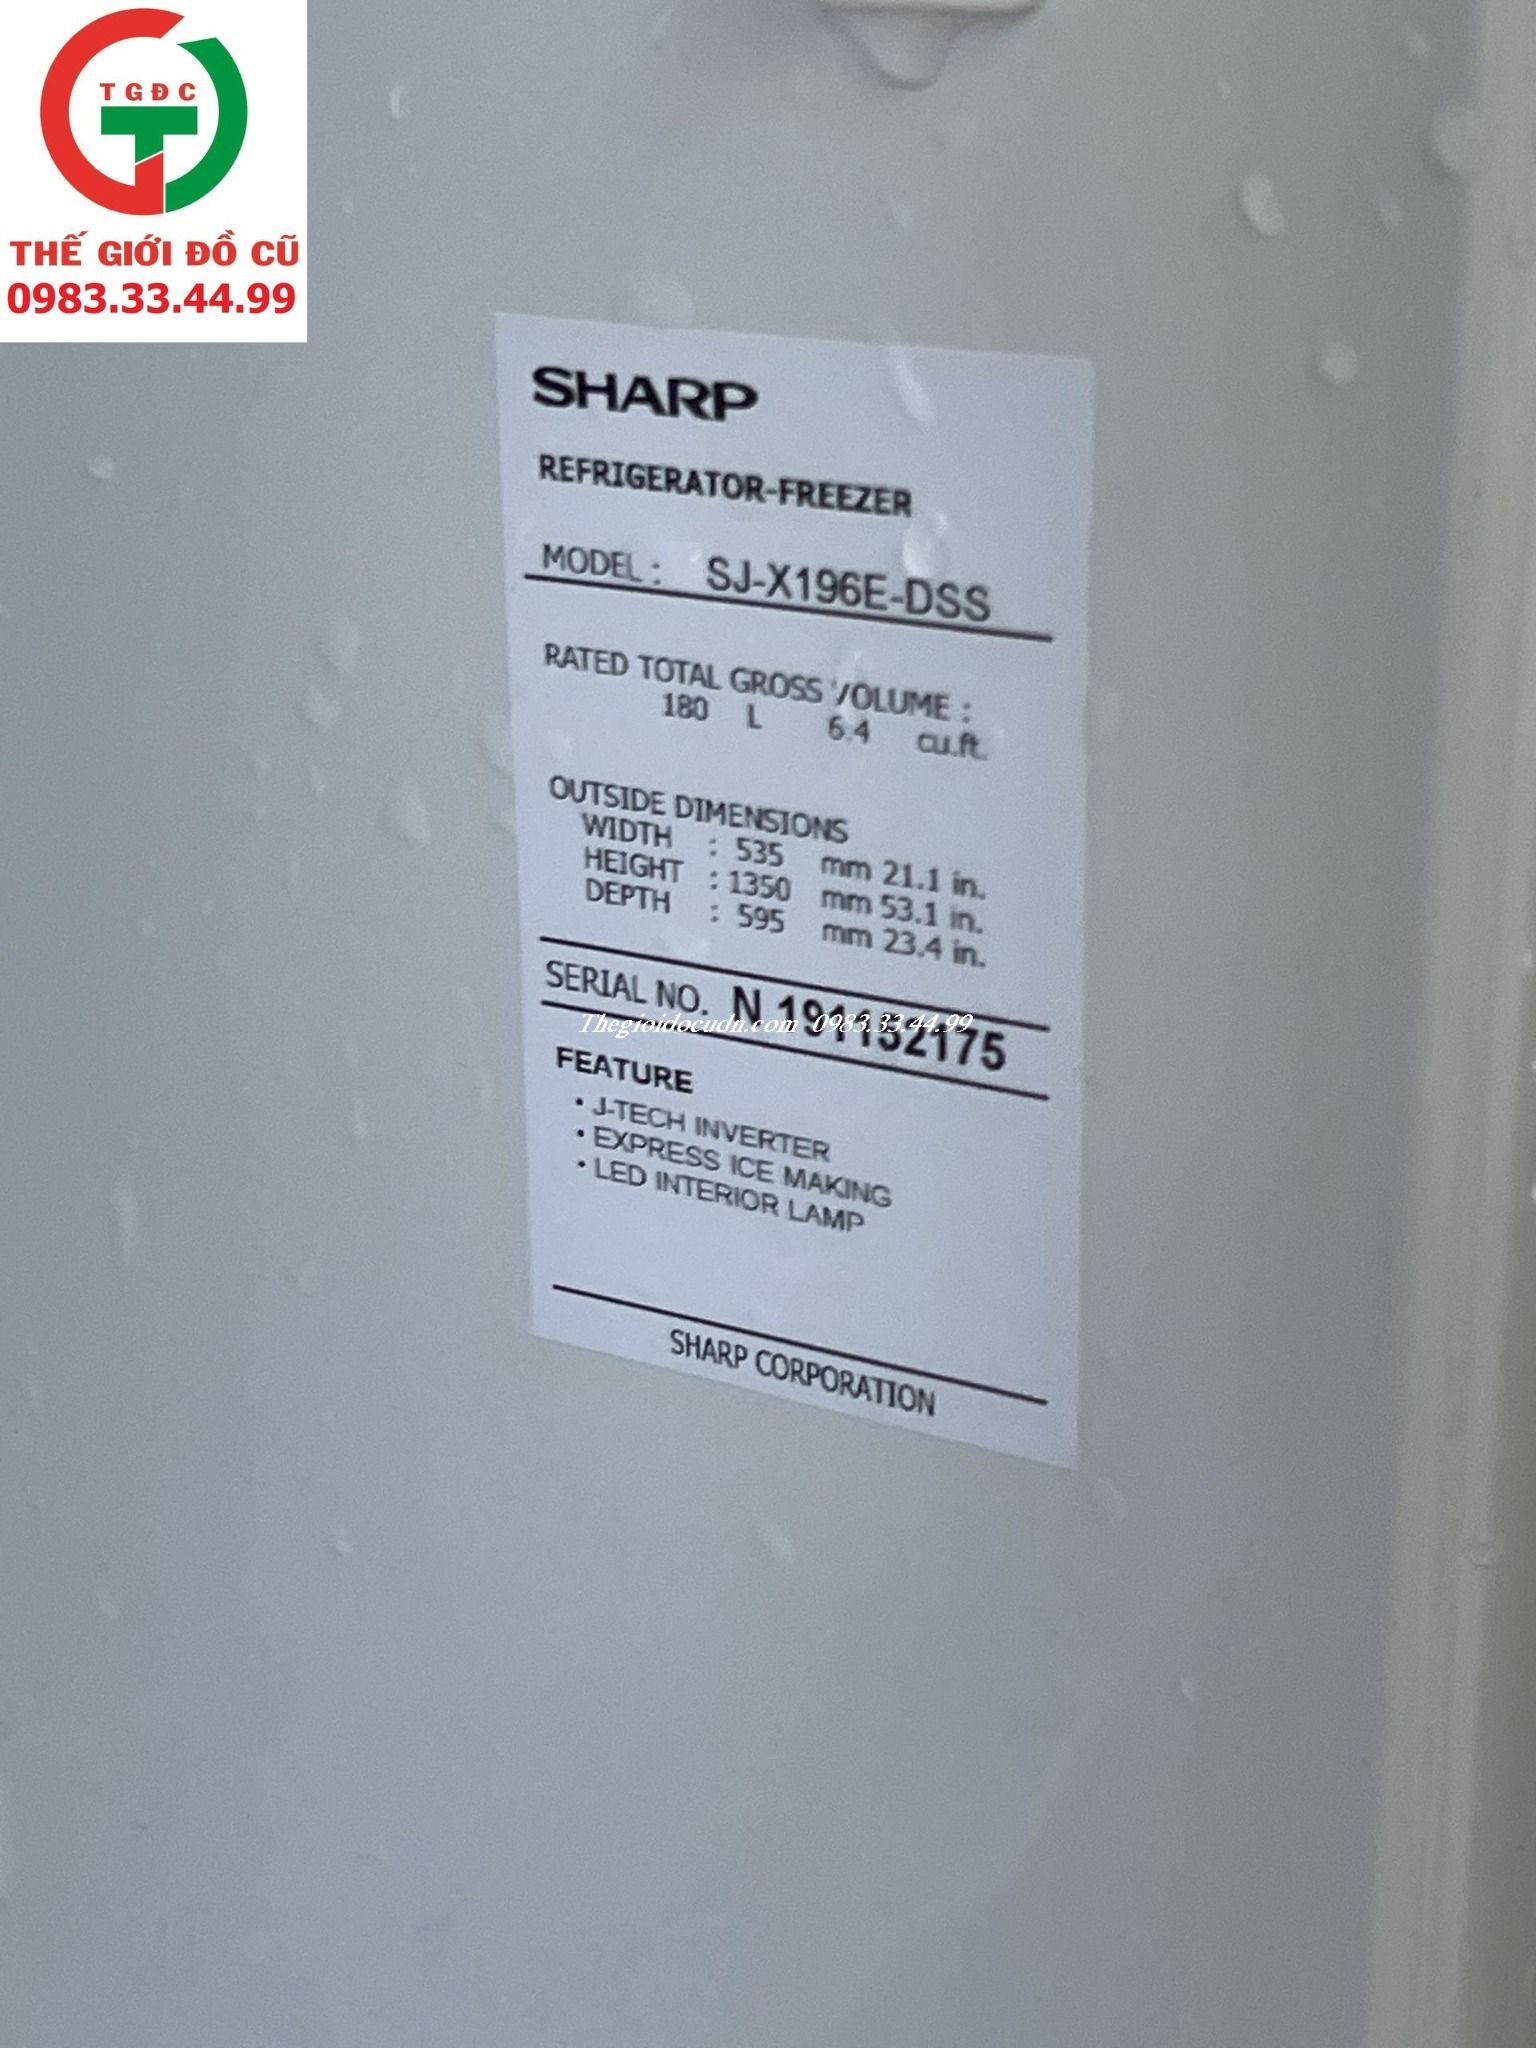 TGĐC
THẾ GIỚI ĐỒ CŨ
0983.33.44.99
SHARP
REFRIGERATOR-FREEZER
MODEL : SJ-X196E-DSS
RATED TOTAL GROSS VOLUME :
180 L 6.4 cu.ft.
OUTSIDE DIMENSIONS
WIDTH : 535 mm 21.1 in.
HEIGHT : 1350 mm 53.1 in.
DEPTH : 595 mm 23.4 in.
SERIAL NO. N 191152175
Thegioidocudn.com 0983.33.44.99
FEATURE
• J-TECH INVERTER
• EXPRESS ICE MAKING
• LED INTERIOR LAMP
SHARP CORPORATION